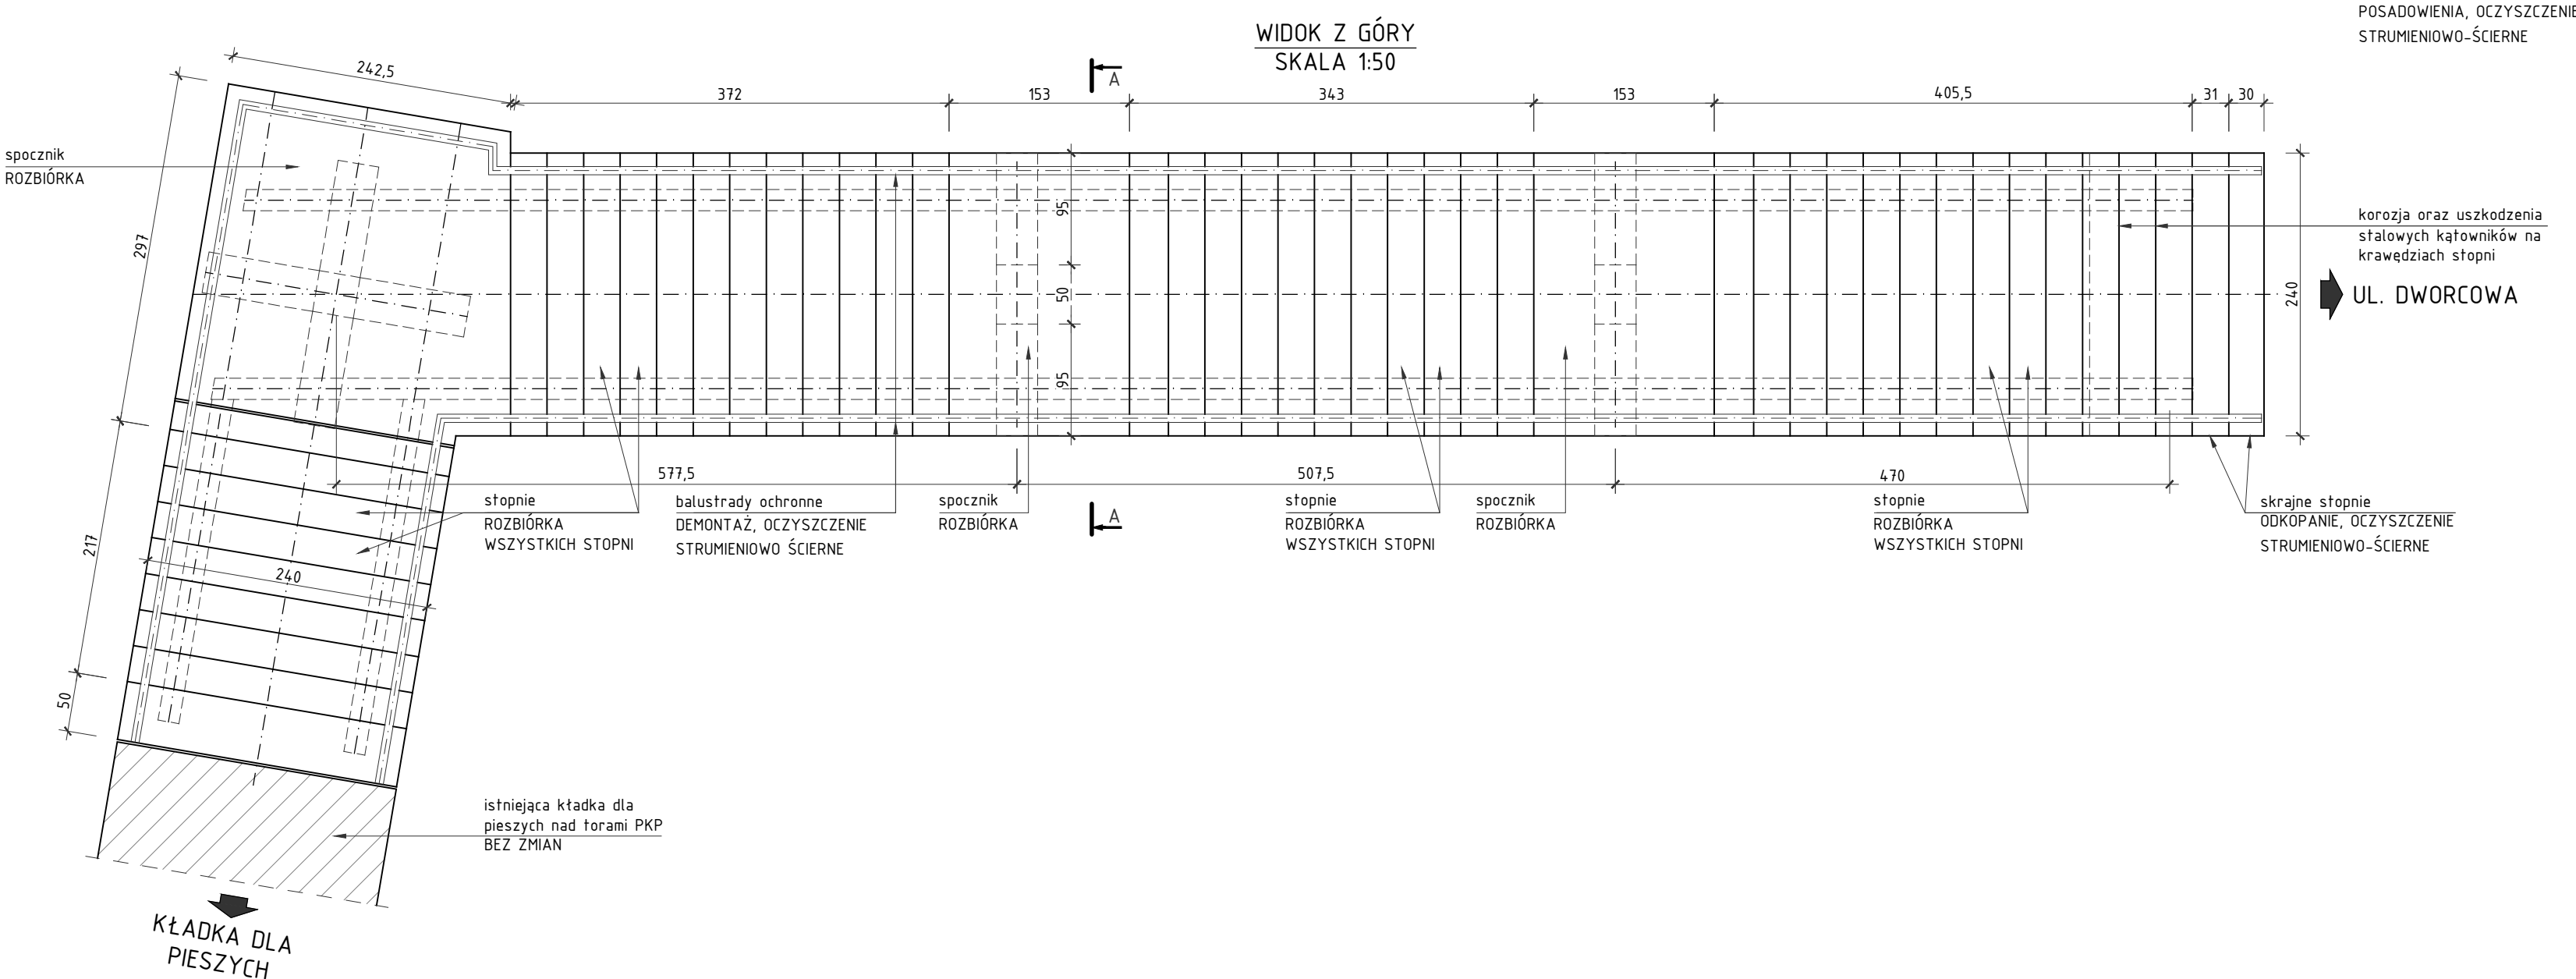 POSADOWIENIA, OCZYSZCZENIE
STRUMIENIOWO-ŚCIERNE
WIDOK Z GÓRY
SKALA 1:50
A
242,5
372
153
343
153
405,5
31
30
spocznik
ROZBIÓRKA
297
95
50
95
240
korozja oraz uszkodzenia
stalowych kątowników na
krawędziach stopni
UL. DWORCOWA
577,5
507,5
470
stopnie
ROZBIÓRKA
WSZYSTKICH STOPNI
balustrady ochronne
DEMONTAŻ, OCZYSZCZENIE
STRUMIENIOWO ŚCIERNE
spocznik
ROZBIÓRKA
A
stopnie
ROZBIÓRKA
WSZYSTKICH STOPNI
spocznik
ROZBIÓRKA
stopnie
ROZBIÓRKA
WSZYSTKICH STOPNI
skrajne stopnie
ODKOPANIE, OCZYSZCZENIE
STRUMIENIOWO-ŚCIERNE
217
240
50
istniejąca kładka dla
pieszych nad torami PKP
BEZ ZMIAN
KŁADKA DLA
PIESZYCH